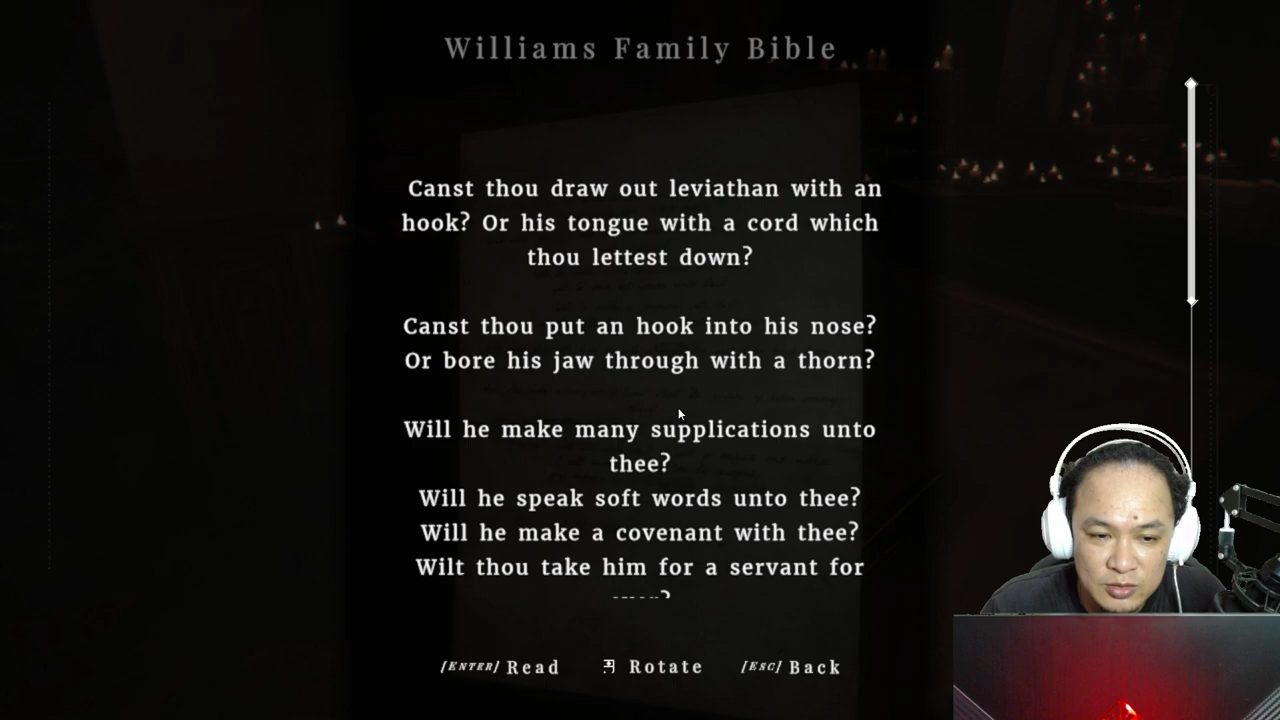 Williams Family Bible
Canst thou draw out leviathan with an
hook? Or his tongue with a cord which
thou lettest down?
Canst thou put an hook into his nose?
Or bore his jaw through with a thorn?
Will he make many supplications unto
thee?
Will he speak soft words unto thee?
Will he make a covenant with thee?
Wilt thou take him for a servant for
[ENTER] Read Rotate [ESC] Back